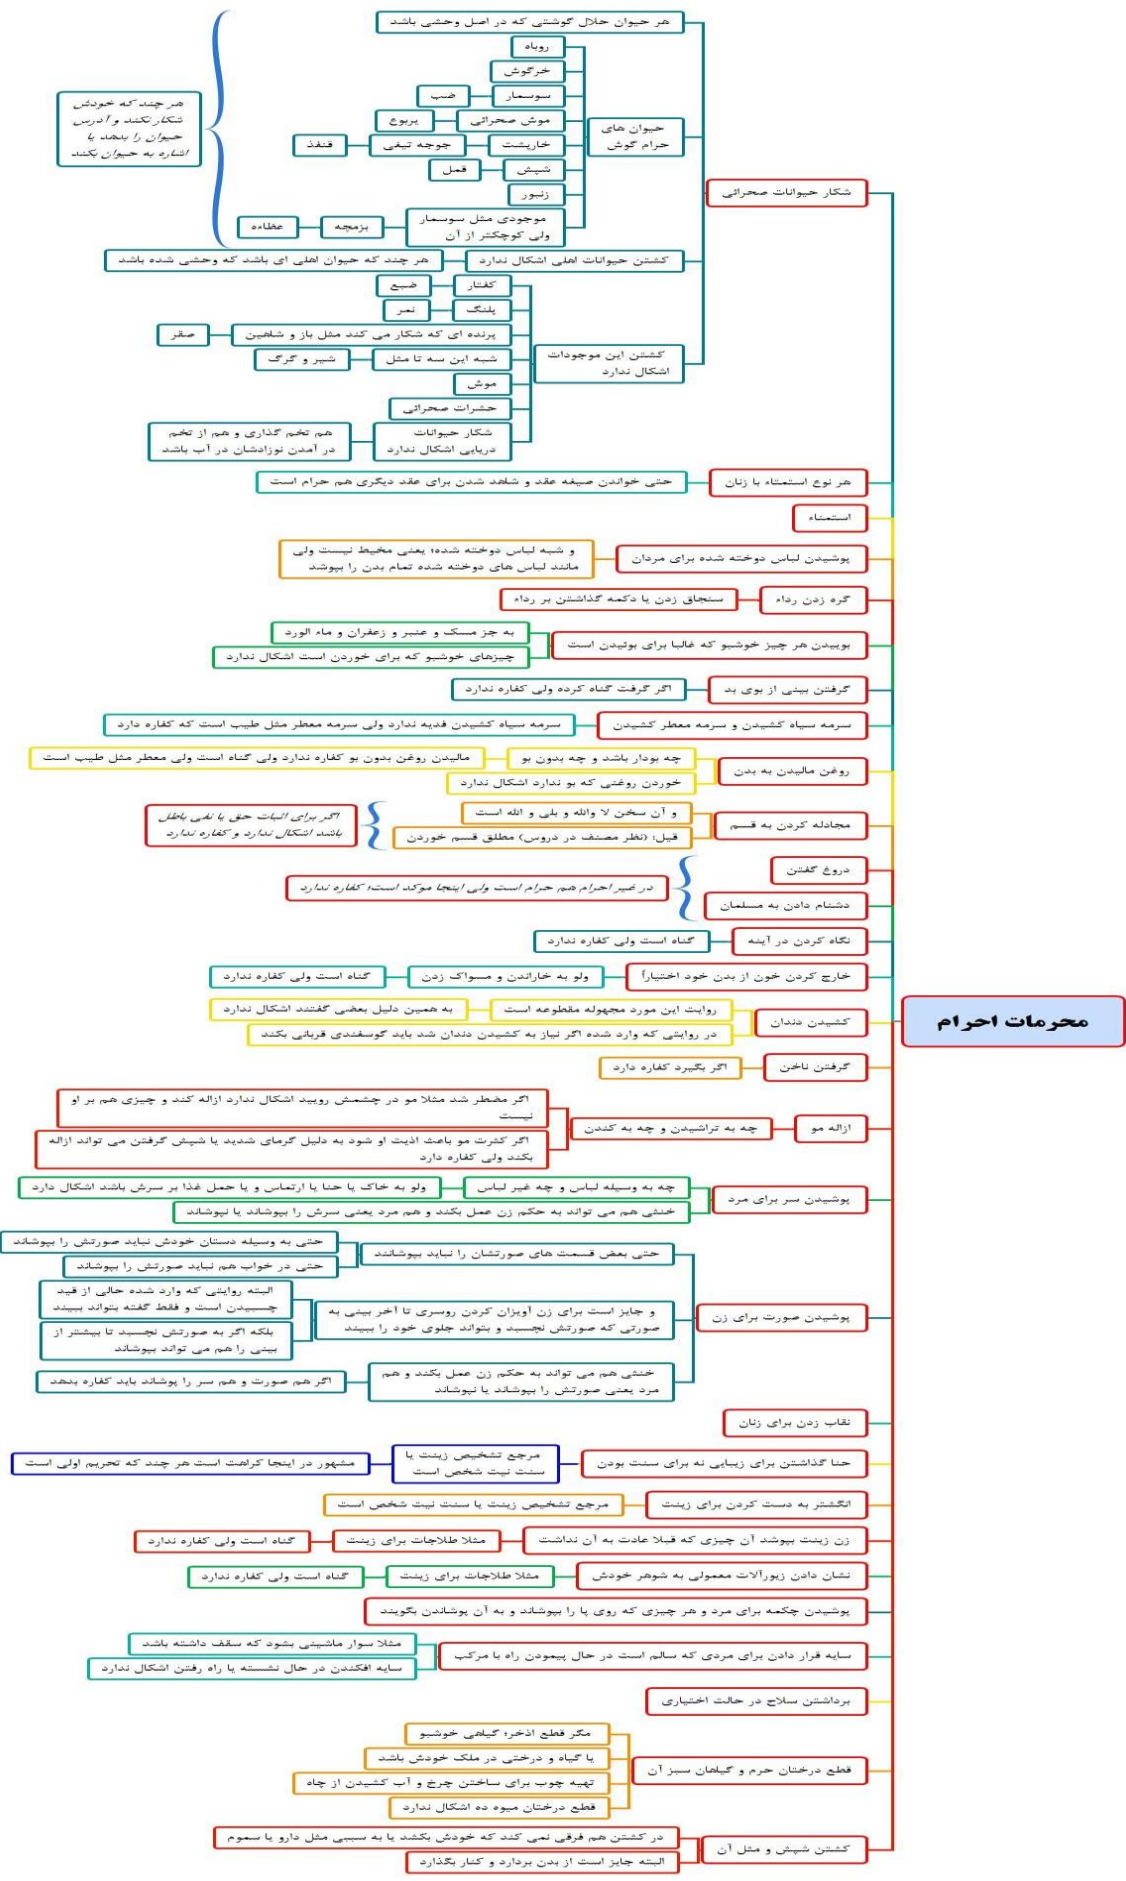 محرمات احرام
شکار حیوانات صحرائی
هر حیوان حلال گوشتی که در اصل وحشی باشد
حیوان های
حرام گوش
روباه
خرگوش
سوسمار
ضب
موش صحرائی
یربوع
خارپشت
جوجه تیغی
قنفذ
شپش
قمل
زنبور
موجودی مثل سوسمار
ولی کوچکتر از آن
بزمچه
عظاءه
هر چند که خودش
شکار نکند و آدرس
حیوان را بدهد یا
اشاره به حیوان بکند
کشتن حیوانات اهلی اشکال ندارد
هر چند که حیوان اهلی ای باشد که وحشی شده باشد
کشتن این موجودات
اشکال ندارد
کفتار
ضبع
پلنگ
نمر
پرنده ای که شکار می کند مثل باز و شاهین
صقر
شبه این سه تا مثل
شیر و گرگ
موش
حشرات صحرائی
شکار حیوانات
دریایی اشکال ندارد
هم تخم گذاری و هم از تخم
در آمدن نوزادشان در آب باشد
هر نوع استمتاء با زنان
حتی خواندن صیغه عقد و شاهد شدن برای عقد دیگری هم حرام است
استمناء
پوشیدن لباس دوخته شده برای مردان
و شبه لباس دوخته شده؛ یعنی مخیط نیست ولی
مانند لباس های دوخته شده تمام بدن را بپوشد
گره زدن رداء
سنجاق زدن یا دکمه گذاشتن بر رداء
بوییدن هر چیز خوشبو که غالبا برای بوئیدن است
به جز مسک و عنبر و زعفران و ماء الورد
چیزهای خوشبو که برای خوردن است اشکال ندارد
گرفتن بینی از بوی بد
اگر گرفت گناه کرده ولی کفاره ندارد
سرمه سیاه کشیدن و سرمه معطر کشیدن
سرمه سیاه کشیدن فدیه ندارد ولی سرمه معطر مثل طیب است که کفاره دارد
روغن مالیدن به بدن
چه بودار باشد و چه بدون بو
مالیدن روغن بدون بو کفاره ندارد ولی گناه است ولی معطر مثل طیب است
خوردن روغنی که بو ندارد اشکال ندارد
مجادله کردن به قسم
و آن سخن لا والله و بلی و الله است
قیل: (نظر مصنف در دروس) مطلق قسم خوردن
اگر برای اثبات حق یا نفی باطل
باشد اشکال ندارد و کفاره ندارد
دروغ گفتن
دشنام دادن به مسلمان
در غیر احرام هم حرام است ولی اینجا موکد است؛ کفاره ندارد
نگاه کردن در آینه
گناه است ولی کفاره ندارد
خارج کردن خون از بدن خود اختیاراً
ولو به خاراندن و مسواک زدن
گناه است ولی کفاره ندارد
کشیدن دندان
روایت این مورد مجهوله مقطوعه است
به همین دلیل بعضی گفتند اشکال ندارد
در روایتی که وارد شده اگر نیاز به کشیدن دندان شد باید گوسفندی قربانی بکند
گرفتن ناخن
اگر بگیرد کفاره دارد
ازاله مو
چه به تراشیدن و چه به کندن
اگر مضطر شد مثلا مو در چشمش رویید اشکال ندارد ازاله کند و چیزی هم بر او
نیست
اگر کثرت مو باعث اذیت او شود به دلیل گرمای شدید یا شپش گرفتن می تواند ازاله
بکند ولی کفاره دارد
پوشیدن سر برای مرد
چه به وسیله لباس و چه غیر لباس
ولو به خاک یا حنا یا ارتماس و یا حمل غذا بر سرش باشد اشکال دارد
خنثی هم می تواند به حکم زن عمل بکند و هم مرد یعنی سرش را بپوشاند یا نپوشاند
پوشیدن صورت برای زن
حتی بعض قسمت های صورتشان را نباید بپوشانند
حتی به وسیله دستان خودش نباید صورتش را بپوشاند
حتی در خواب هم نباید صورتش را بپوشاند
و جایز است برای زن آویزان کردن روسری تا آخر بینی به
صورتی که صورتش نچسبد و بتواند جلوی خود را ببیند
البته روایتی که وارد شده حالی از قید
چسبیدن است و فقط گفته بتواند ببیند
بلکه اگر به صورتش نچسبد تا بیشتر از
بینی را هم می تواند بپوشاند
خنثی هم می تواند به حکم زن عمل بکند و هم
مرد یعنی صورتش را بپوشاند یا نپوشاند
اگر هم صورت و هم سر را پوشاند باید کفاره بدهد
نقاب زدن برای زنان
حنا گذاشتن برای زیبایی نه برای سنت بودن
مرجع تشخیص زینت یا
سنت نیت شخص است
مشهور در اینجا کراهت است هر چند که تحریم اولی است
انگشتر به دست کردن برای زینت
مرجع تشخیص زینت یا سنت نیت شخص است
زن زینت بپوشد آن چیزی که قبلا عادت به آن نداشت
مثلا طلاجات برای زینت
گناه است ولی کفاره ندارد
نشان دادن زیورآلات معمولی به شوهر خودش
مثلا طلاجات برای زینت
گناه است ولی کفاره ندارد
پوشیدن چکمه برای مرد و هر چیزی که روی پا را بپوشاند و به آن پوشاندن بگویند
سایه قرار دادن برای مردی که سالم است در حال پیمودن راه با مرکب
مثلا سوار ماشینی بشود که سقف داشته باشد
سایه افکندن در حال نشسته یا راه رفتن اشکال ندارد
برداشتن سلاح در حالت اختیاری
قطع درختان حرم و گیاهان سبز آن
مگر قطع اذخر؛ گیاهی خوشبو
یا گیاه و درختی در ملک خودش باشد
تهیه چوب برای ساختن چرخ و آب کشیدن از چاه
قطع درختان میوه ده اشکال ندارد
کشتن شپش و مثل آن
در کشتن هم فرقی نمی کند که خودش بکشد یا به سببی مثل دارو یا سموم
البته جایز است از بدن بردارد و کنار بگذارد